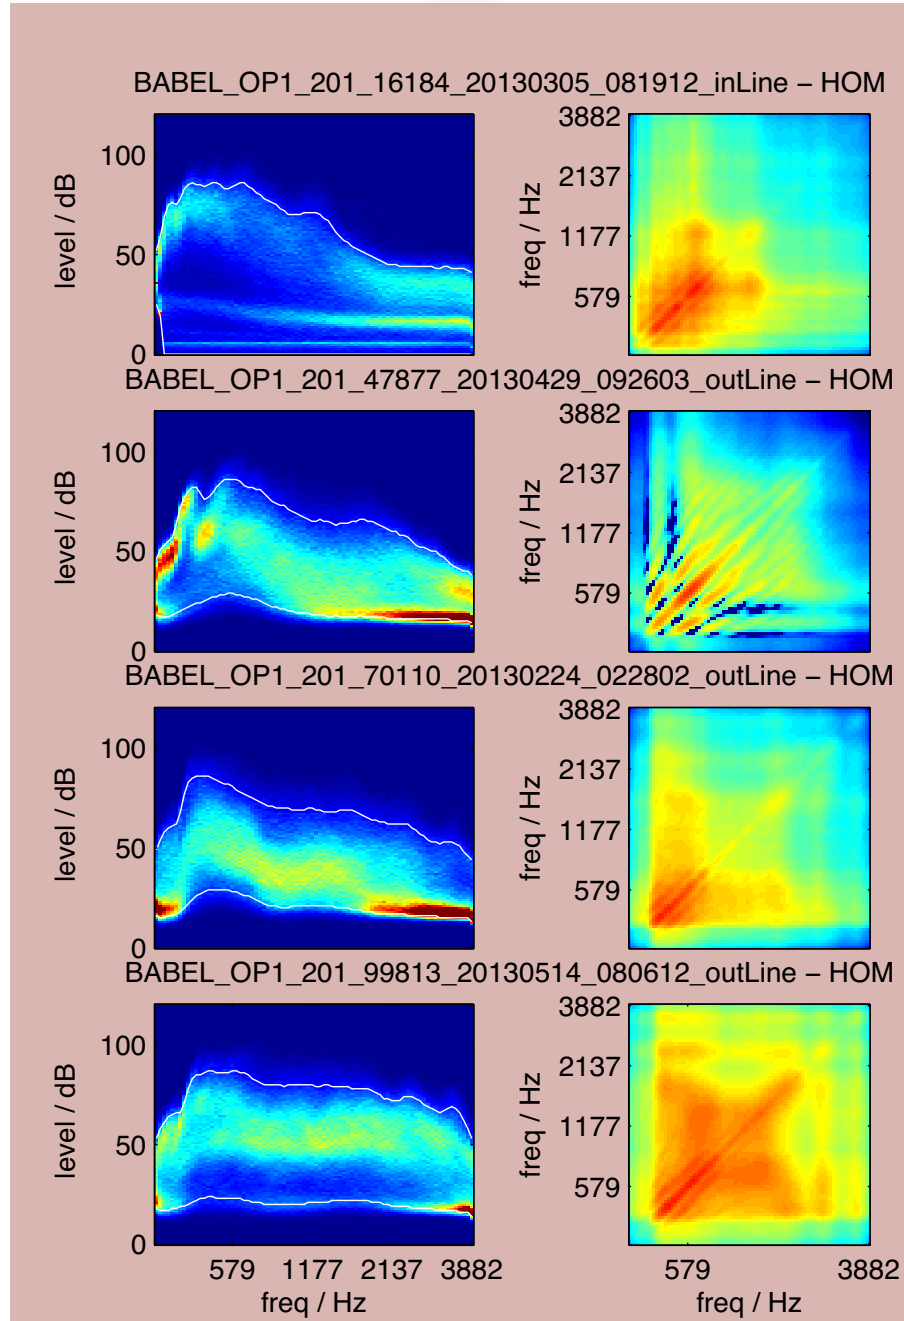 BABEL_OP1_201_16184_20130305_081912_inLine – HOM
100
50
0
level / dB
3882
2137
1177
579
freq / Hz
BABEL_OP1_201_47877_20130429_092603_outLine – HOM
100
50
0
level / dB
3882
2137
1177
579
freq / Hz
BABEL_OP1_201_70110_20130224_022802_outLine – HOM
100
50
0
level / dB
3882
2137
1177
579
freq / Hz
BABEL_OP1_201_99813_20130514_080612_outLine – HOM
100
50
0
level / dB
579 1177 2137 3882
freq / Hz
3882
2137
1177
579
freq / Hz
579 3882
freq / Hz